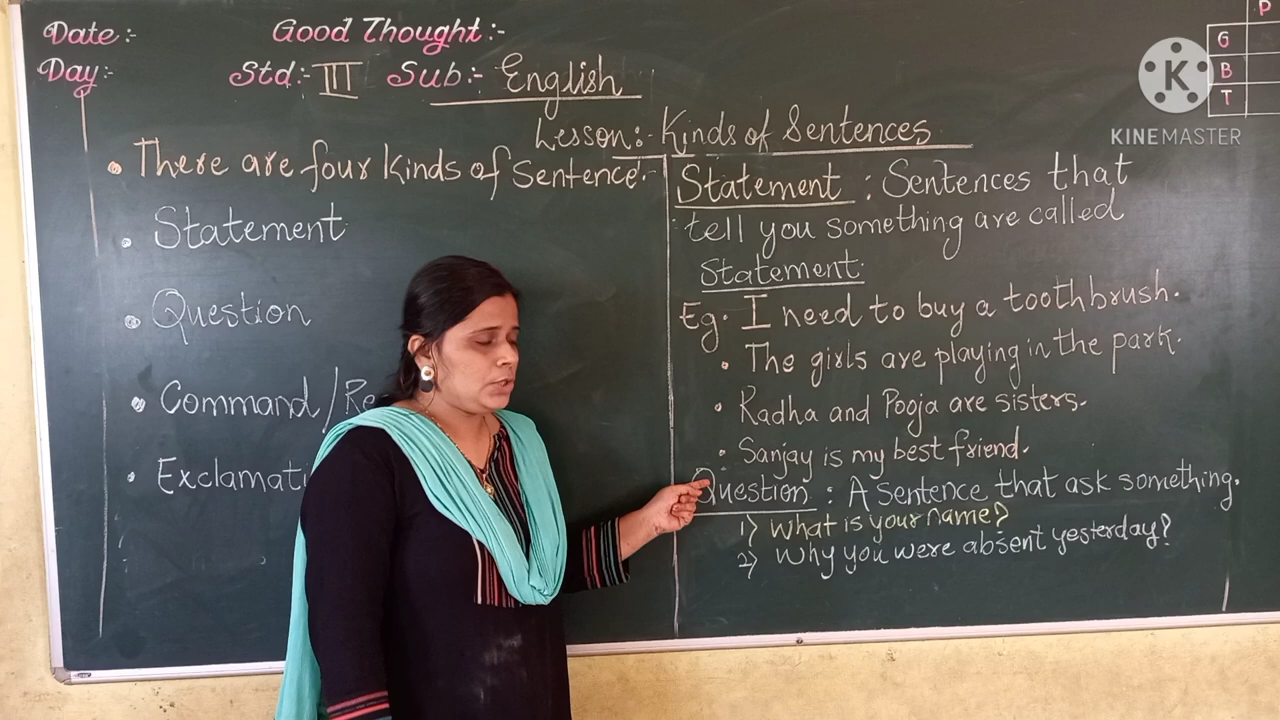 Date:-
Good Thought:-
Day:-
Std:- III Sub:- English
Lesson:- Kinds of Sentences
• There are four Kinds of Sentence:-
• Statement
• Question
• Command/Re
• Exclamati
Statement : Sentences that
tell you something are called
Statement.
Eg. I need to buy a toothbrush.
• The girls are playing in the park.
• Radha and Pooja are sisters.
• Sanjay is my best friend.
Question : A Sentence that ask something.
1) What is your name?
2) Why you were absent yesterday?
P
G
B
T
K
KINEMASTER